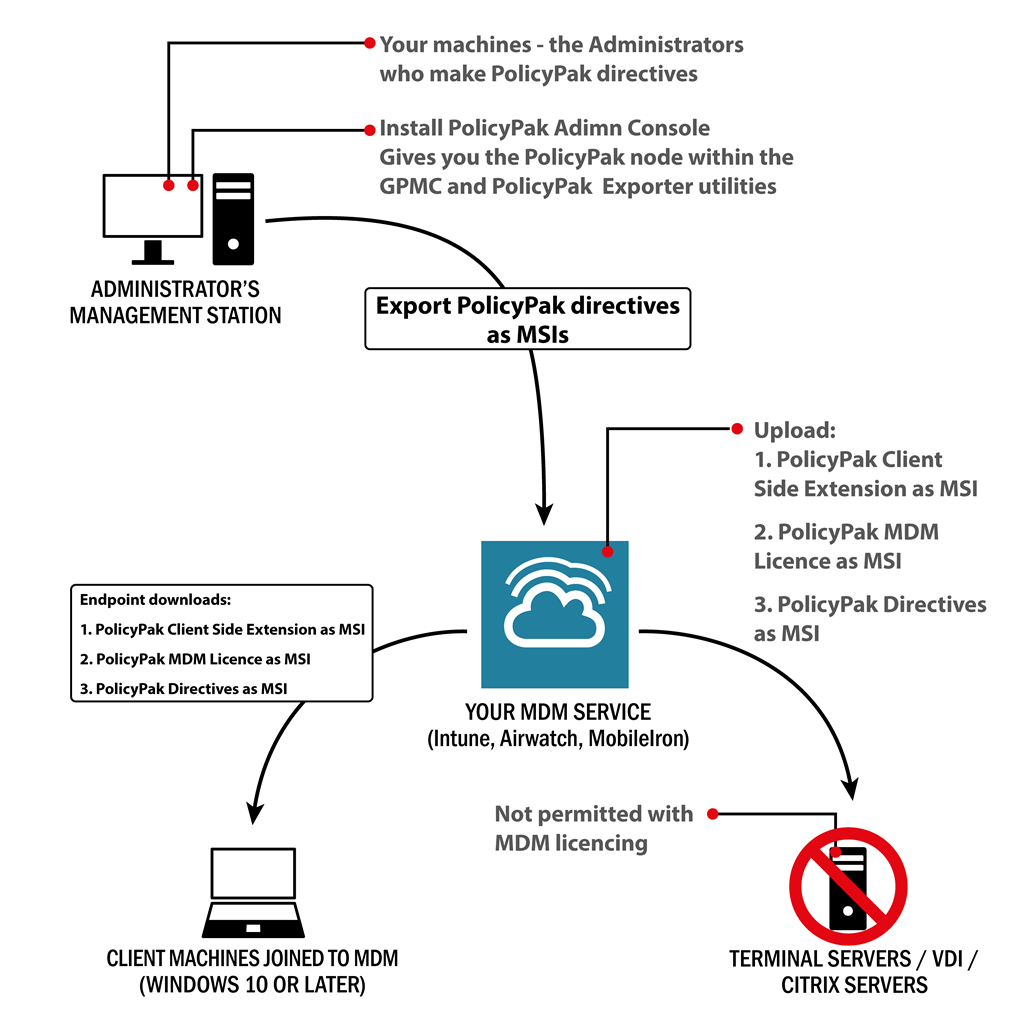 Your machines - the Administrators
who make PolicyPak directives
Install PolicyPak Adimn Console
Gives you the PolicyPak node within the
GPMC and PolicyPak Exporter utilities
ADMINISTRATOR'S
MANAGEMENT STATION
Export PolicyPak directives
as MSIs
Upload:
1. PolicyPak Client
Side Extension as MSI
2. PolicyPak MDM
Licence as MSI
3. PolicyPak Directives
as MSI
Endpoint downloads:
1. PolicyPak Client Side Extension as MSI
2. PolicyPak MDM Licence as MSI
3. PolicyPak Directives as MSI
YOUR MDM SERVICE
(Intune, Airwatch, MobileIron)
Not permitted with
MDM licencing
CLIENT MACHINES JOINED TO MDM
(WINDOWS 10 OR LATER)
TERMINAL SERVERS / VDI /
CITRIX SERVERS